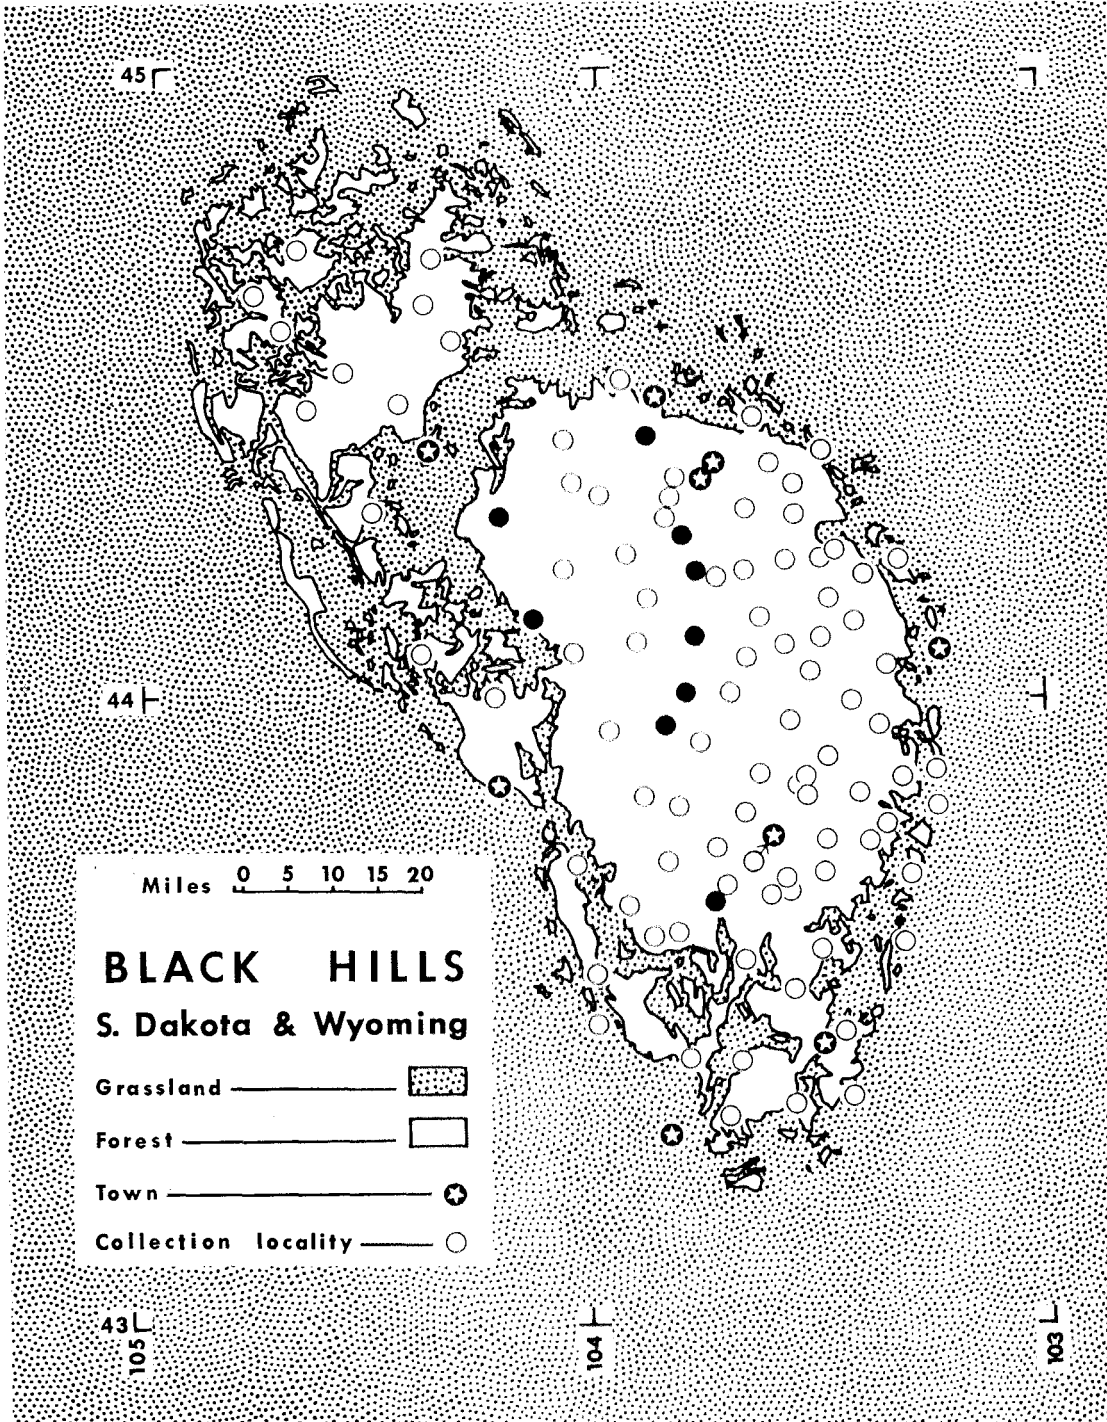 45
44
Miles 0 5 10 15 20
BLACK HILLS
S. Dakota & Wyoming
Grassland
Forest
Town
Collection locality
43
105
104
103